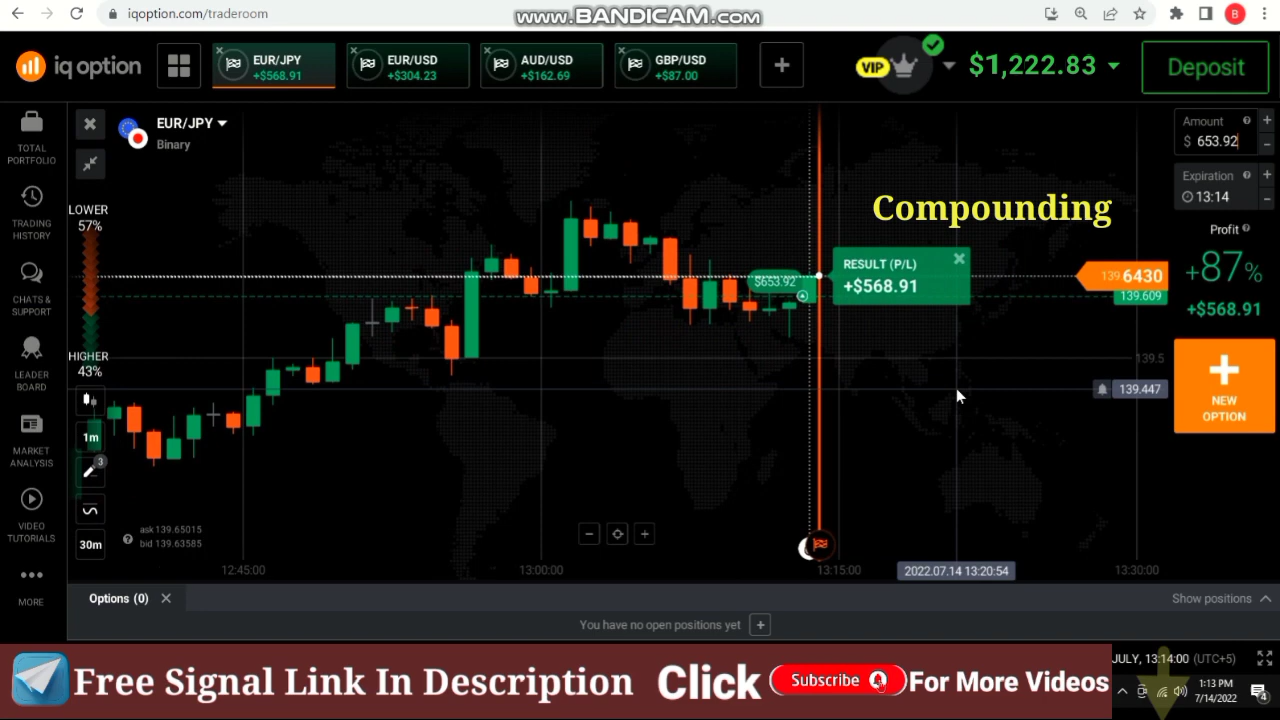 iqoption.com/traderoom
www.BANDICAM.com
B
iq option
EUR/JPY
+$568.91
EUR/USD
+$304.23
AUD/USD
+$162.69
GBP/USD
+$87.00
VIP
$1,222.83
Deposit
TOTAL
PORTFOLIO
TRADING
HISTORY
CHATS &
SUPPORT
LEADER
BOARD
MARKET
ANALYSIS
VIDEO
TUTORIALS
MORE
EUR/JPY
Binary
LOWER
57%
HIGHER
43%
1m
3
30m
ask 139.65015
bid 139.63585
Compounding
$653.92
RESULT (P/L)
+$568.91
139.6430
139.609
139.5
139.447
12:45:00
13:00:00
13:15:00
2022.07.14 13:20:54
13:30:00
Amount
$ 653.92
Expiration
13:14
Profit
+87%
+$568.91
NEW
OPTION
Options (0)
Show positions
You have no open positions yet
Free Signal Link In Description
Click
Subscribe
For More Videos
JULY, 13:14:00 (UTC+5)
1:13 PM
7/14/2022
4